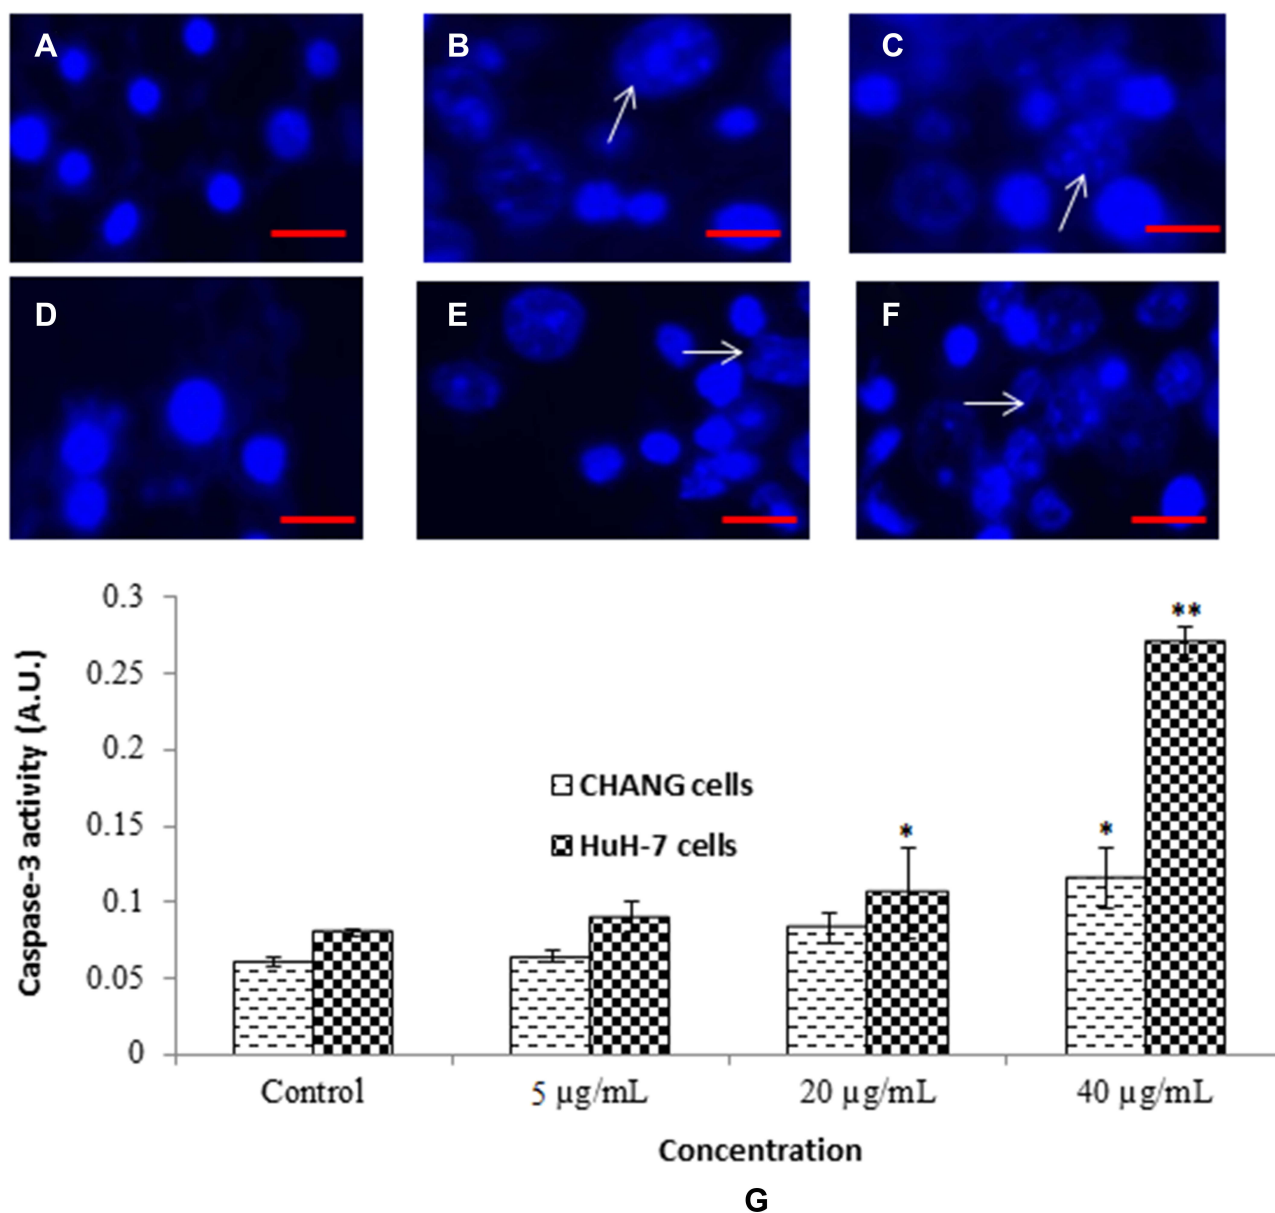 A
B
C
D
E
F
0.3
0.25
0.2
0.15
0.1
0.05
0
Caspase-3 activity (A.U.)
CHANG cells
HuH-7 cells
*
*
**
Control
5 µg/mL
20 µg/mL
40 µg/mL
Concentration
G